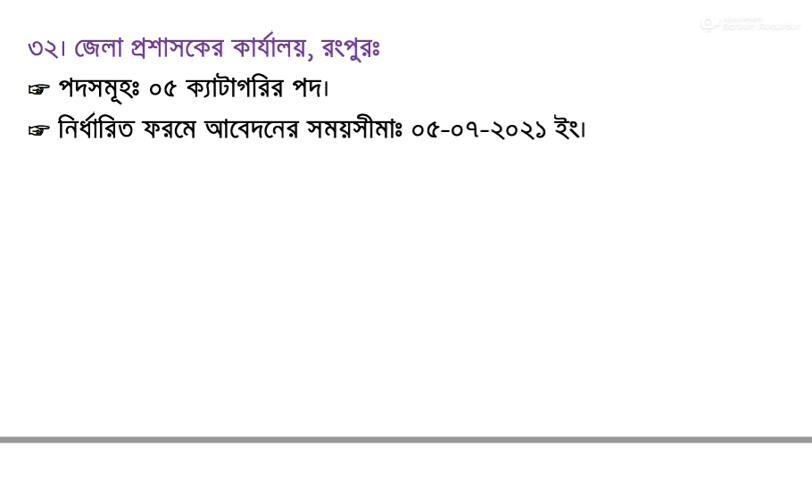 ৩২। জেলা প্রশাসকের কার্যালয়, রংপুরঃ
☞ পদসমূহঃ ০৫ ক্যাটাগরির পদ।
☞ নির্ধারিত ফরমে আবেদনের সময়সীমাঃ ০৫-০৭-২০২১ ইং।